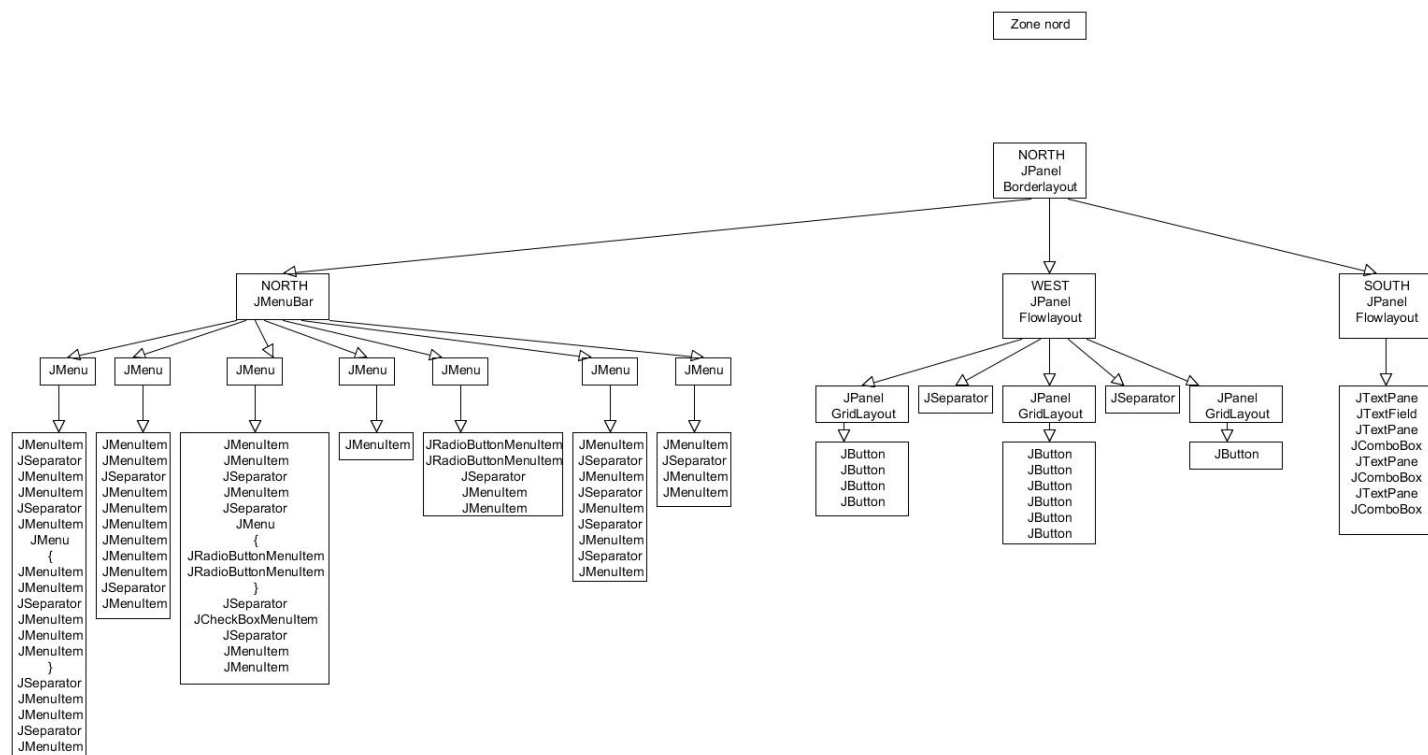 Zone nord
NORTH
JPanel
Borderlayout
NORTH
JMenuBar
WEST
JPanel
Flowlayout
SOUTH
JPanel
Flowlayout
JMenu
JMenu
JMenu
JMenu
JMenu
JMenu
JMenu
JPanel
GridLayout
JSeparator
JPanel
GridLayout
JSeparator
JPanel
GridLayout
JMenuItem
JSeparator
JMenuItem
JMenuItem
JSeparator
JMenuItem
JMenu
{
JMenuItem
JMenuItem
JSeparator
JMenuItem
JMenuItem
JMenuItem
}
JSeparator
JMenuItem
JMenuItem
JSeparator
JMenuItem
JMenuItem
JMenuItem
JSeparator
JMenuItem
JMenuItem
JMenuItem
JMenuItem
JMenuItem
JMenuItem
JSeparator
JMenuItem
JMenuItem
JMenuItem
JSeparator
JMenuItem
JSeparator
JMenu
{
JRadioButtonMenuItem
JRadioButtonMenuItem
}
JSeparator
JCheckBoxMenuItem
JSeparator
JMenuItem
JMenuItem
JMenuItem
JRadioButtonMenuItem
JRadioButtonMenuItem
JSeparator
JMenuItem
JMenuItem
JMenuItem
JSeparator
JMenuItem
JSeparator
JMenuItem
JSeparator
JMenuItem
JSeparator
JMenuItem
JMenuItem
JSeparator
JMenuItem
JMenuItem
JButton
JButton
JButton
JButton
JButton
JButton
JButton
JButton
JButton
JButton
JButton
JTextPane
JTextField
JTextPane
JComboBox
JTextPane
JComboBox
JTextPane
JComboBox